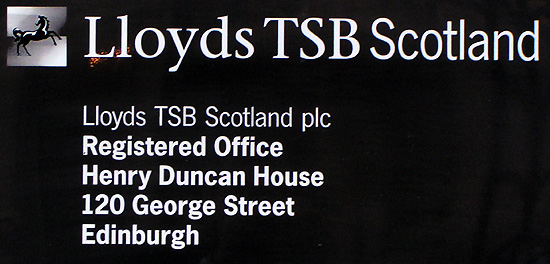 Lloyds TSB Scotland
Lloyds TSB Scotland plc
Registered Office
Henry Duncan House
120 George Street
Edinburgh